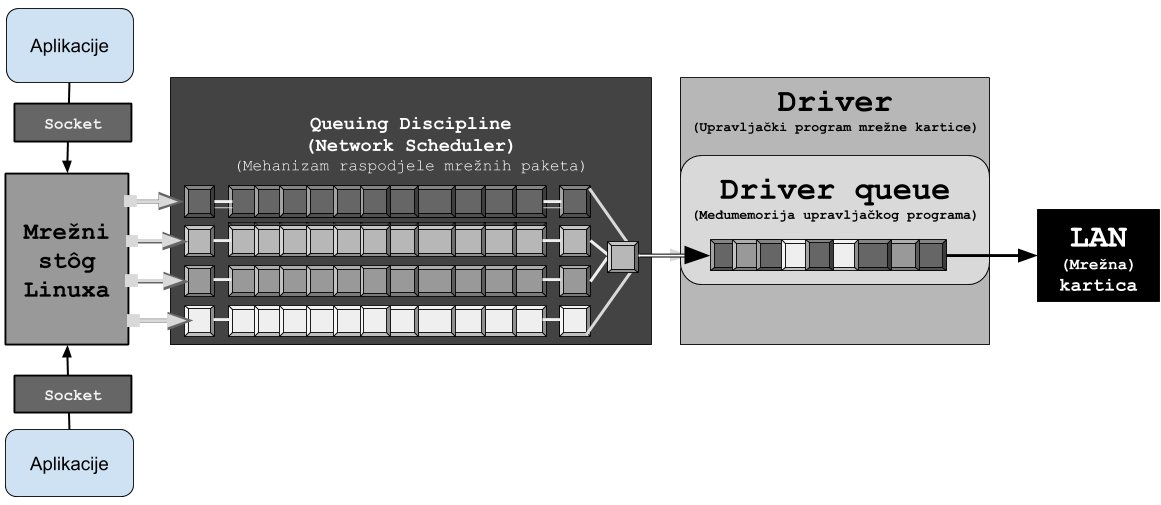 Aplikacije
Socket
Mrežni
stôg
Linuxa
Socket
Aplikacije
Queuing Discipline
(Network Scheduler)
(Mehanizam raspodjele mrežnih paketa)
Driver
(Upravljački program mrežne kartice)
Driver queue
(Međumemorija upravljačkog programa)
LAN
(Mrežna)
kartica